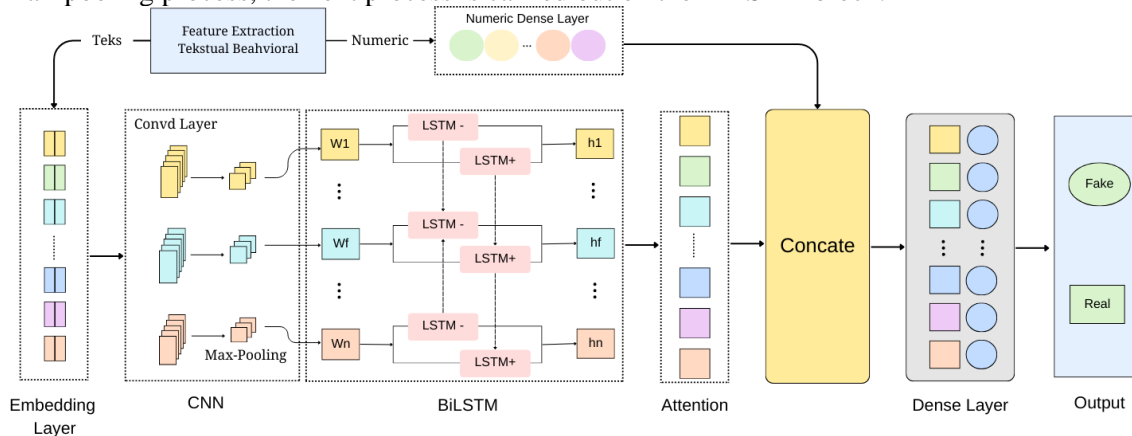 Numeric Dense Layer
Feature Extraction
Tekstual Beahvioral
Teks
Numeric
...
Convd Layer
LSTM -
W1
h1
LSTM+
LSTM -
Wf
hf
LSTM+
Concate
Fake
Real
LSTM -
Wn
hn
LSTM+
Max-Pooling
Embedding
Layer
CNN
BiLSTM
Attention
Dense Layer
Output